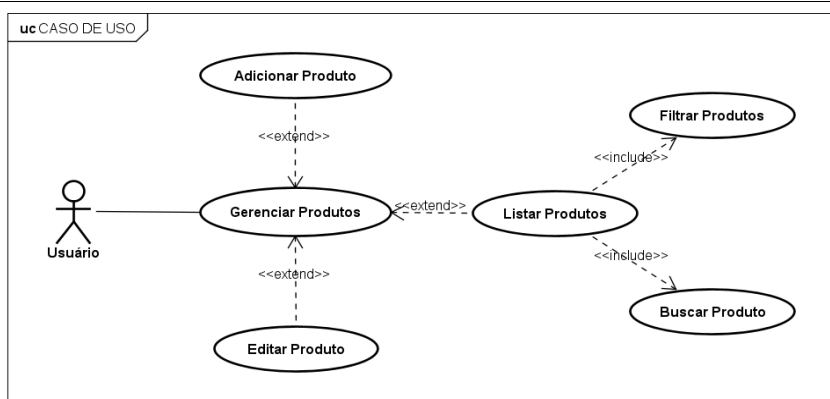 uc CASO DE USO
Adicionar Produto
<<extend>>
Filtrar Produtos
<<include>>
Gerenciar Produtos
<<extend>>
Listar Produtos
Usuário
<<extend>>
<<include>>
Buscar Produto
Editar Produto